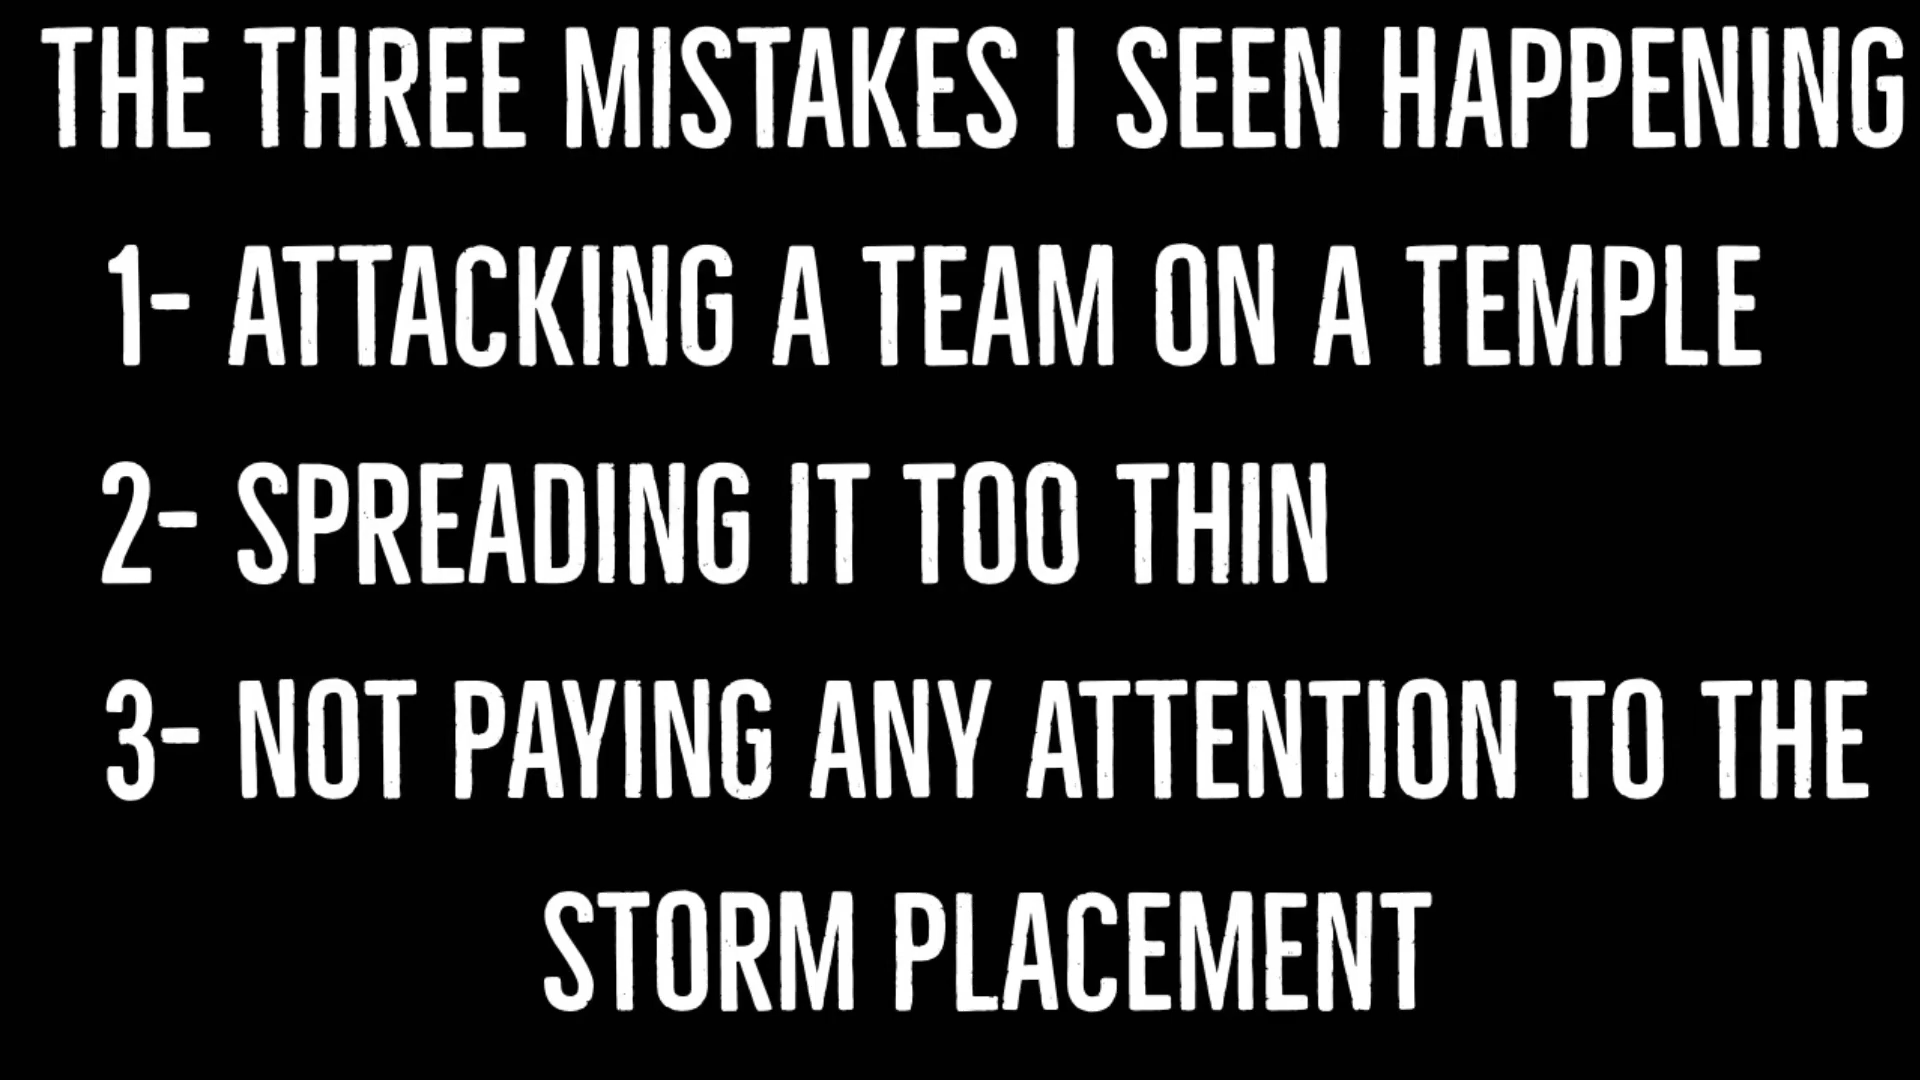 THE THREE MISTAKES I SEEN HAPPENING
1- ATTACKING A TEAM ON A TEMPLE
2- SPREADING IT TOO THIN
3- NOT PAYING ANY ATTENTION TO THE
STORM PLACEMENT